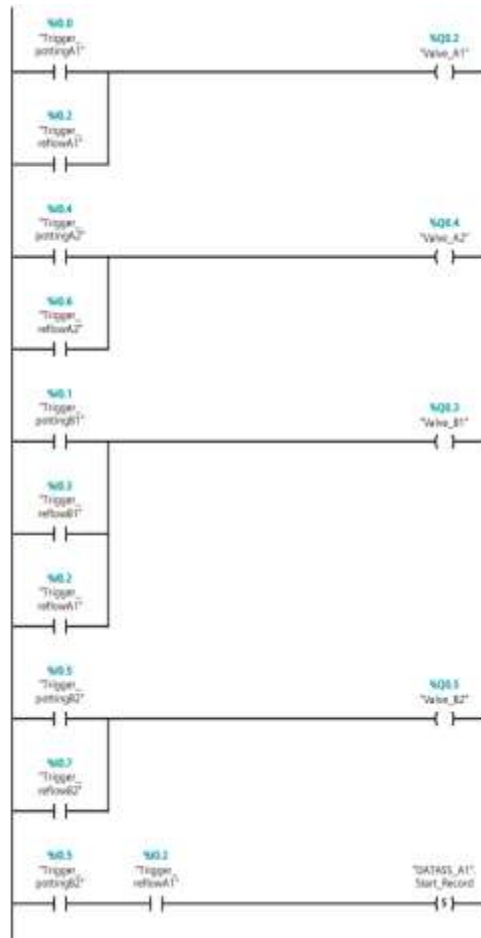 %I0.0
"Trigger_
pottingA1"
%Q0.2
"Valve_A1"
%I0.2
"Trigger_
reflowA1"
%I0.4
"Trigger_
pottingA2"
%Q0.4
"Valve_A2"
%I0.6
"Trigger_
reflowA2"
%I0.1
"Trigger_
pottingB1"
%Q0.3
"Valve_B1"
%I0.3
"Trigger_
reflowB1"
%I0.2
"Trigger_
reflowA1"
%I0.5
"Trigger_
pottingB2"
%Q0.5
"Valve_B2"
%I0.7
"Trigger_
reflowB2"
%I0.5
"Trigger_
pottingB2"
%I0.2
"Trigger_
reflowA1"
"DATASS_A1".
Start_Record
S